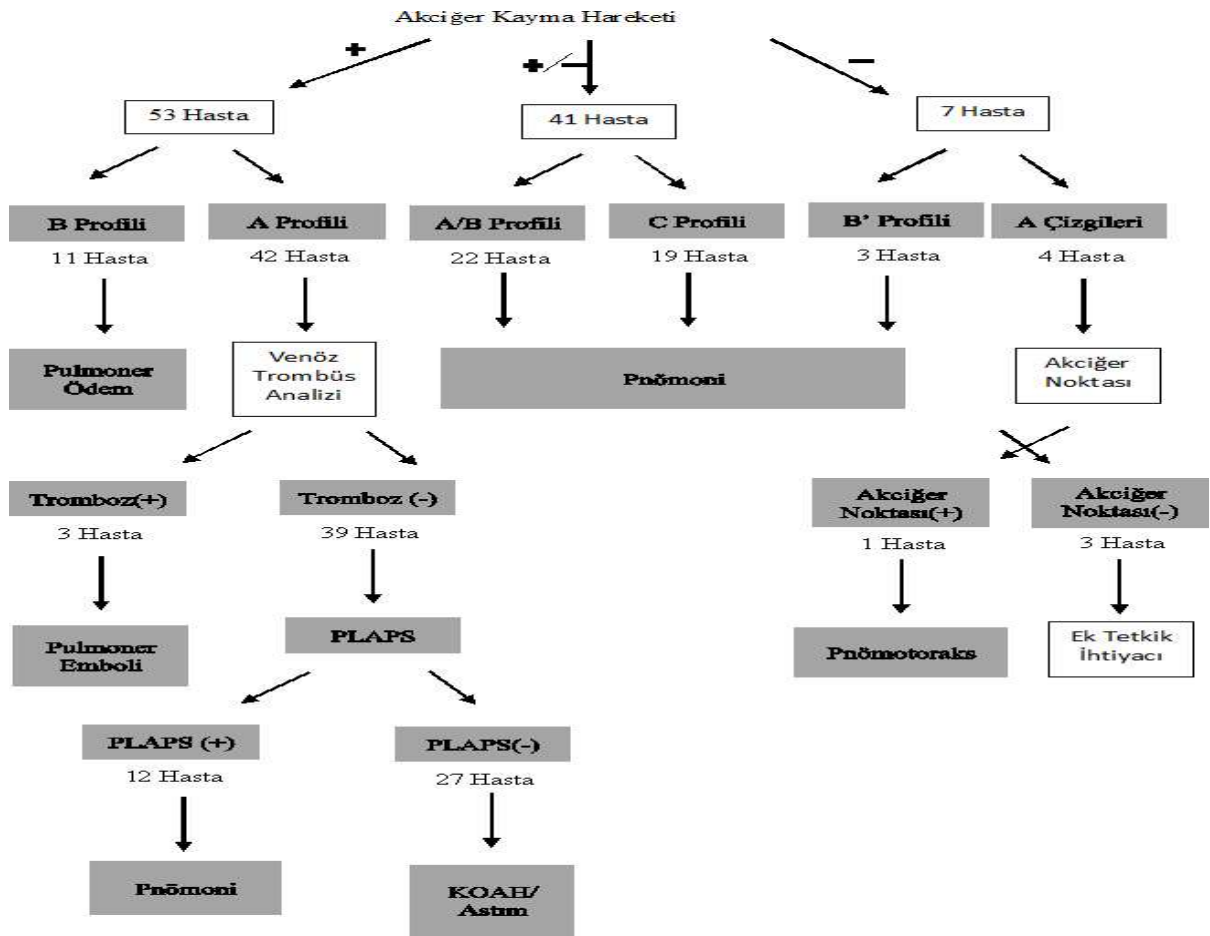 Akciğer Kayma Hareketi
+
+/−
−
53 Hasta
41 Hasta
7 Hasta
B Profili
A Profili
A/B Profili
C Profili
B' Profili
A Çizgileri
11 Hasta
42 Hasta
22 Hasta
19 Hasta
3 Hasta
4 Hasta
Pulmoner
Ödem
Venöz
Trombüs
Analizi
Pnömoni
Akciğer
Noktası
Tromboz(+)
Tromboz (-)
Akciğer
Noktası(+)
Akciğer
Noktası(-)
3 Hasta
39 Hasta
1 Hasta
3 Hasta
Pulmoner
Emboli
PLAPS
Pnömotoraks
Ek Tetkik
İhtiyacı
PLAPS (+)
PLAPS(-)
12 Hasta
27 Hasta
Pnömoni
KOAH/
Astım